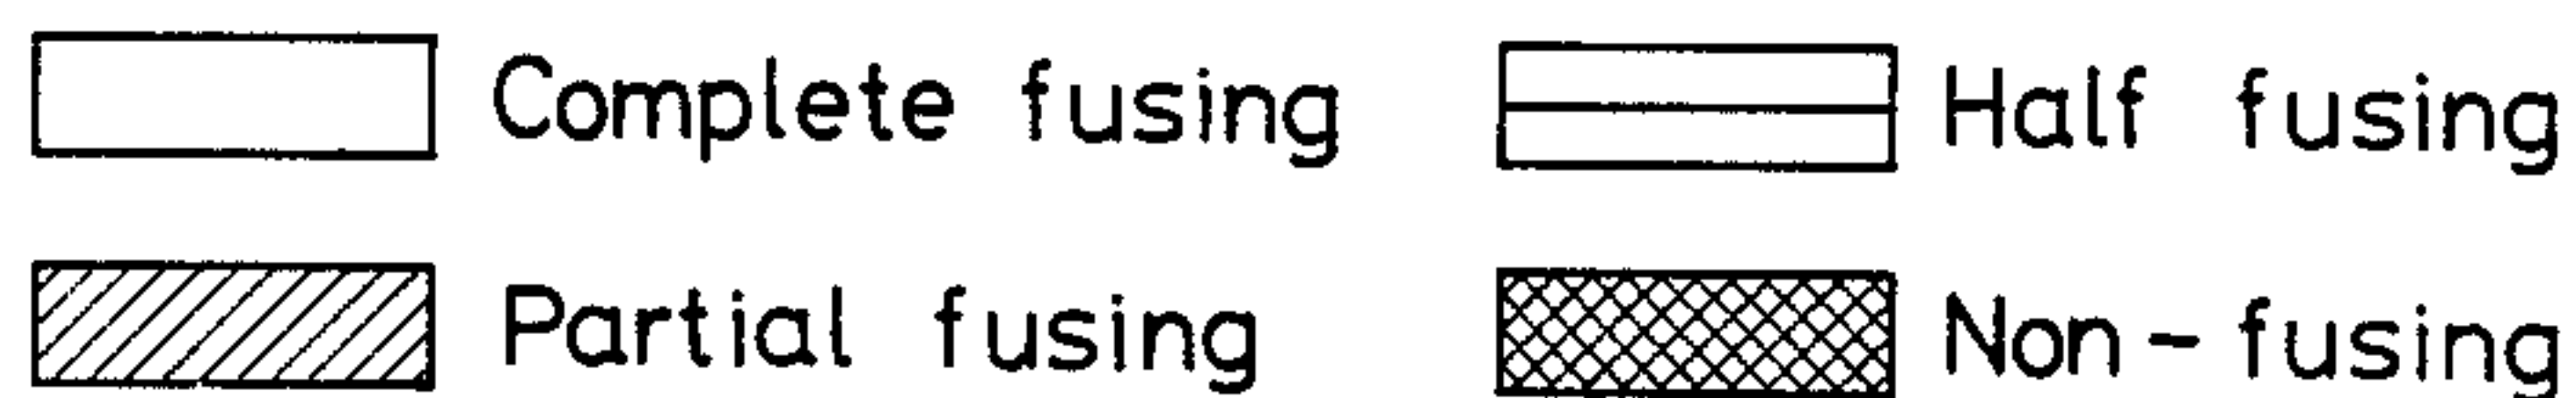 Complete fusing
Half fusing
Partial fusing
Non-fusing